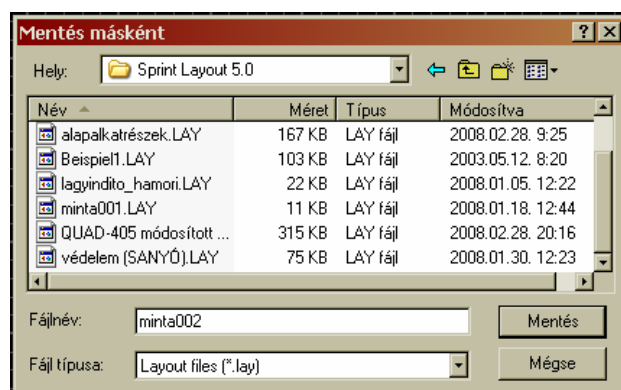 Mentés másként
Hely: Sprint Layout 5.0
Név Méret Típus Módosítva
alapalkatrészek.LAY 167 KB LAY fájl 2008.02.28. 9:25
Beispiel1.LAY 103 KB LAY fájl 2003.05.12. 8:20
lagyindito_hamori.LAY 22 KB LAY fájl 2008.01.05. 12:22
minta001.LAY 11 KB LAY fájl 2008.01.18. 12:44
QUAD-405 módosított ... 315 KB LAY fájl 2008.02.28. 20:16
védelem (SANYÓ).LAY 75 KB LAY fájl 2008.01.30. 12:23
Fájlnév: minta002 Mentés
Fájl típusa: Layout files (*.lay) Mégse